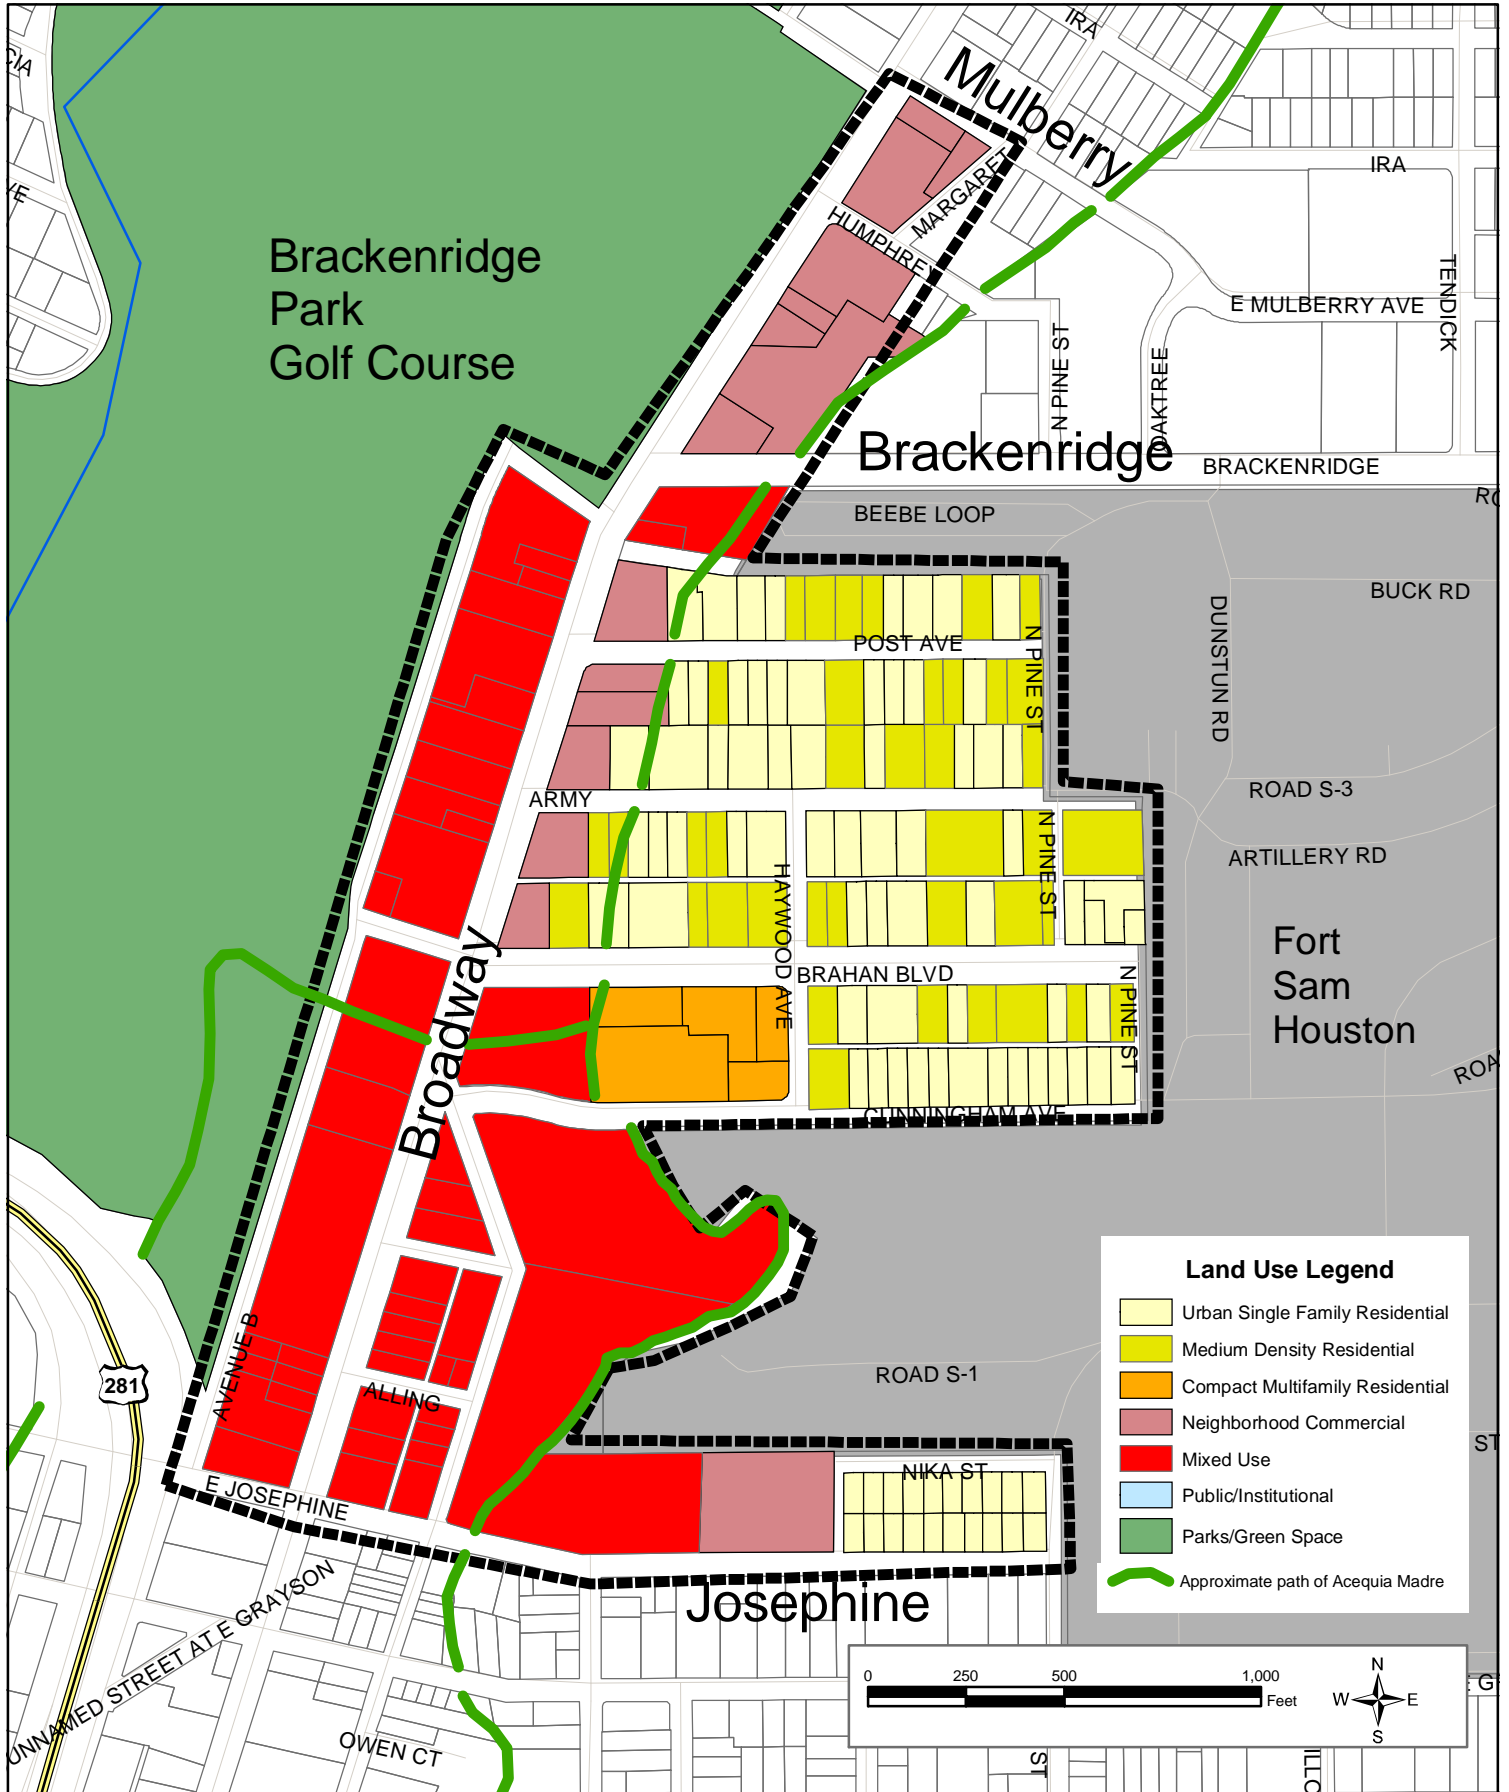 IRA
CIA
Mulberry
IRA
MARGARET
HUMPHREY
Brackenridge
Park
Golf Course
TENDICK
E MULBERRY AVE
N PINE ST
OAKTREE
Brackenridge
BRACKENRIDGE
BEEBE LOOP
BUCK RD
DUNSTUN RD
POST AVE
N PINE ST
ROAD S-3
ARMY
N PINE ST
ARTILLERY RD
HAYWOOD AVE
Fort
Sam
Houston
Broadway
BRAHAN BLVD
N PINE ST
CUNNINGHAM AVE
Land Use Legend
Urban Single Family Residential
Medium Density Residential
Compact Multifamily Residential
Neighborhood Commercial
Mixed Use
Public/Institutional
Parks/Green Space
Approximate path of Acequia Madre
AVENUE B
281
ROAD S-1
ALLING
ST
NIKA ST
E JOSEPHINE
Josephine
UNNAMED STREET AT E GRAYSON
OWEN CT
0 250 500 1,000
Feet
N
W E
S
ST